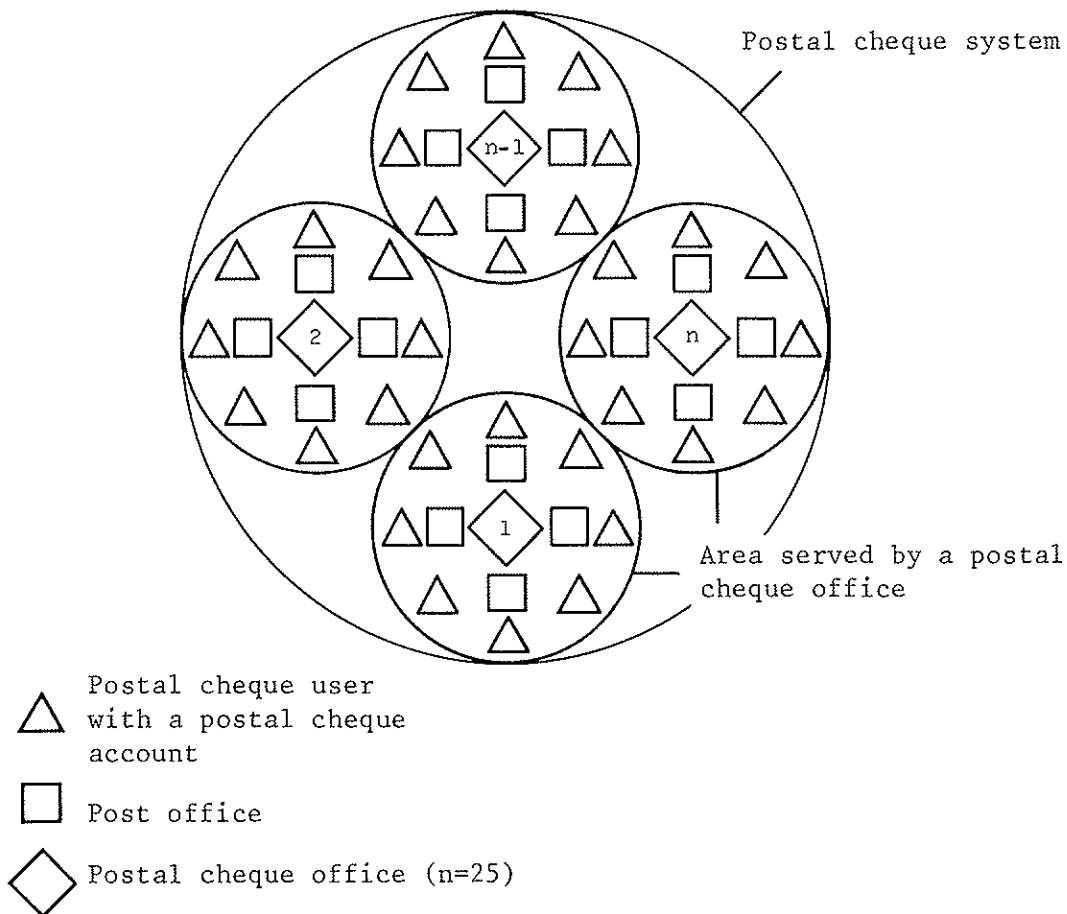 Postal cheque system
n-1
2
n
1
Area served by a postal
cheque office
Postal cheque user
with a postal cheque
account
Post office
Postal cheque office (n=25)